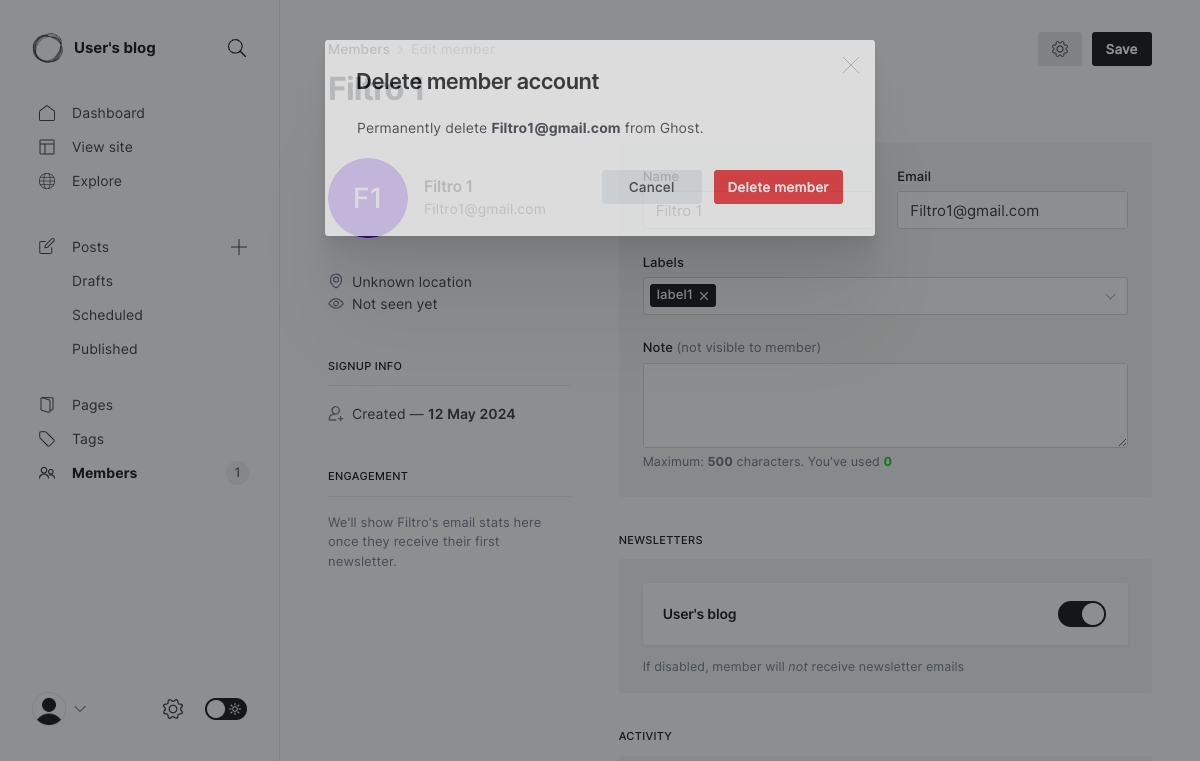 User's blog
Dashboard
View site
Explore
Posts
Drafts
Scheduled
Published
Pages
Tags
Members
1
Members
Edit member
Filtro 1
Save
Delete member account
Permanently delete Filtro1@gmail.com from Ghost.
Cancel
Delete member
F1
Filtro 1
Filtro1@gmail.com
Unknown location
Not seen yet
SIGNUP INFO
Created — 12 May 2024
ENGAGEMENT
We'll show Filtro's email stats here
once they receive their first
newsletter.
Name
Filtro 1
Email
Filtro1@gmail.com
Labels
label1
Note (not visible to member)
Maximum: 500 characters. You've used 0
NEWSLETTERS
User's blog
If disabled, member will not receive newsletter emails
ACTIVITY